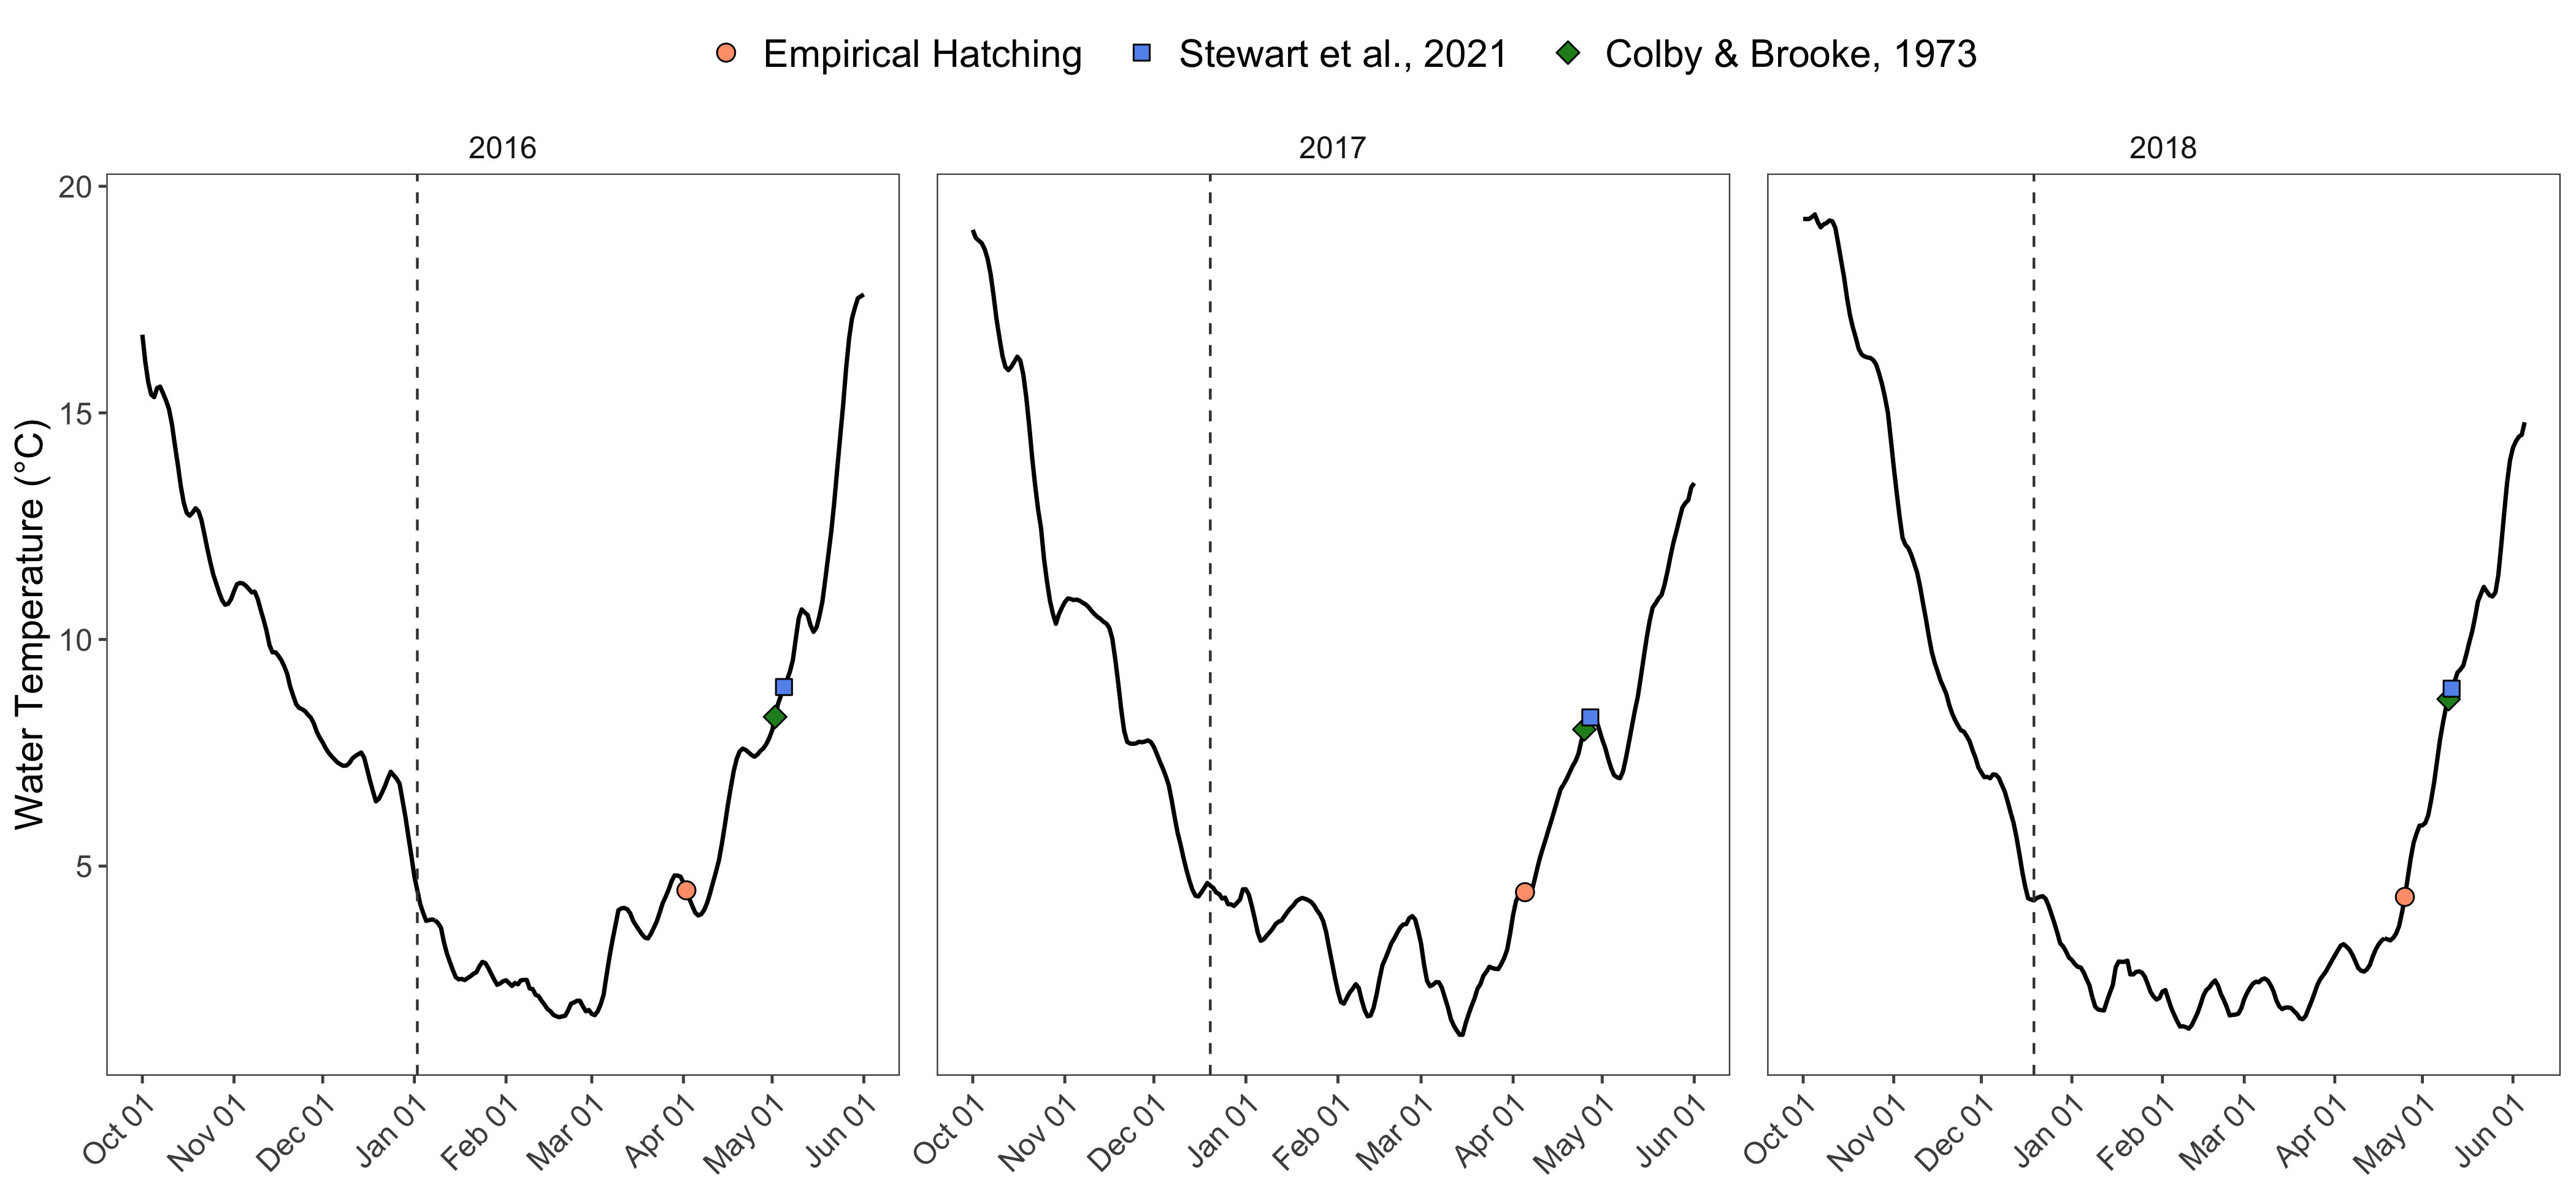 Empirical Hatching Stewart et al., 2021 Colby & Brooke, 1973
2016 2017 2018
Water Temperature (°C)
20
15
10
5
Oct 01 Nov 01 Dec 01 Jan 01 Feb 01 Mar 01 Apr 01 May 01 Jun 01 Oct 01 Nov 01 Dec 01 Jan 01 Feb 01 Mar 01 Apr 01 May 01 Jun 01 Oct 01 Nov 01 Dec 01 Jan 01 Feb 01 Mar 01 Apr 01 May 01 Jun 01